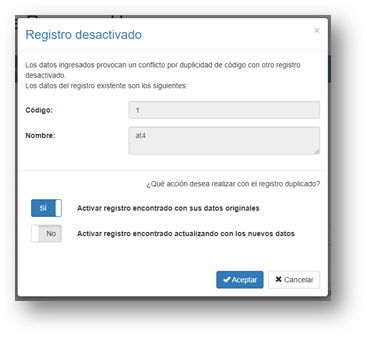 Registro desactivado ×
Los datos ingresados provocan un conflicto por duplicidad de código con otro registro
desactivado.
Los datos del registro existente son los siguientes:
Código: 1
Nombre: at4
¿Qué acción desea realizar con el registro duplicado?
Sí Activar registro encontrado con sus datos originales
No Activar registro encontrado actualizando con los nuevos datos
✔Aceptar ✖ Cancelar